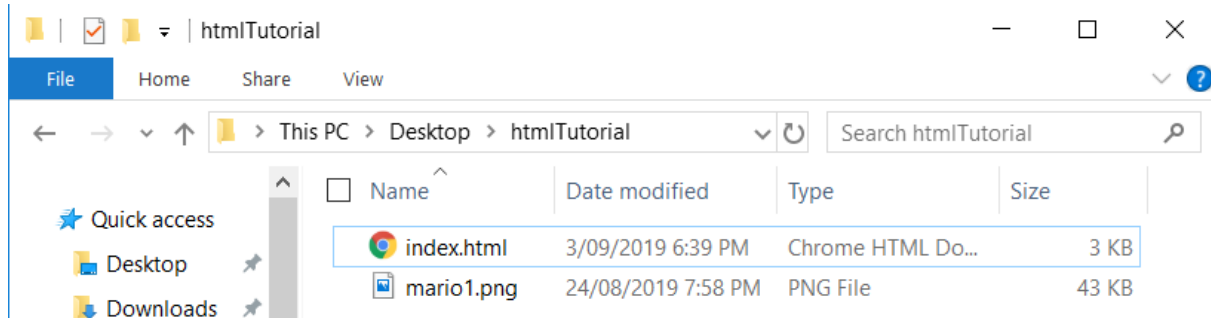 htmlTutorial
File Home Share View
This PC > Desktop > htmlTutorial Search htmlTutorial
Name Date modified Type Size
Quick access
index.html 3/09/2019 6:39 PM Chrome HTML Do... 3 KB
Desktop
mario1.png 24/08/2019 7:58 PM PNG File 43 KB
Downloads